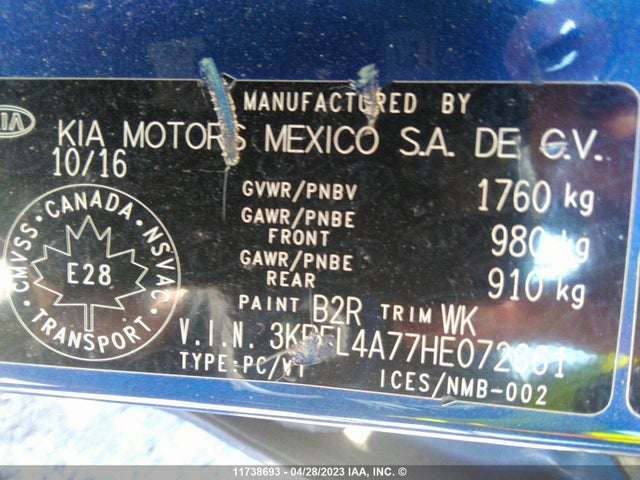 KIA
MANUFACTURED BY
KIA MOTORS MEXICO S.A. DE C.V.
10/16
GVWR/PNBV 1760 kg
GAWR/PNBE
FRONT 980 kg
GAWR/PNBE
REAR 910 kg
CANADA
CMVSS NSVAC
E28
TRANSPORT
PAINT B2R TRIM WK
V.I.N.
TYPE:PC/VT ICES/NMB-002
11738693 - 04/28/2023 IAA, INC. ©